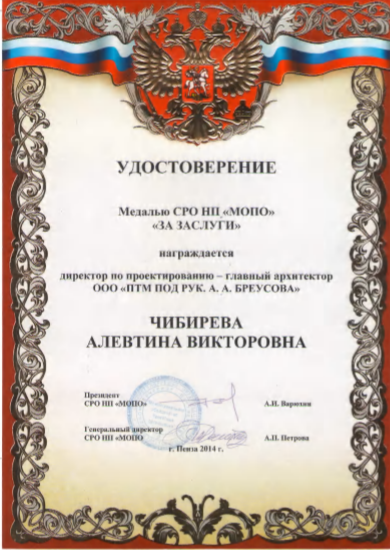 УДОСТОВЕРЕНИЕ
Медалью СРО НП «МОПО»
«ЗА ЗАСЛУГИ»
награждается
директор по проектированию – главный архитектор
ООО «ПТМ ПОД РУК. А. А. БРЕУСОВА»
ЧИБИРЕВА
АЛЕВТИНА ВИКТОРОВНА
Президент
СРО НП «МОПО»
А.И.
Генеральный директор
СРО НП «МОПО
А.П. Петрова
г. Пенза 2014 г.